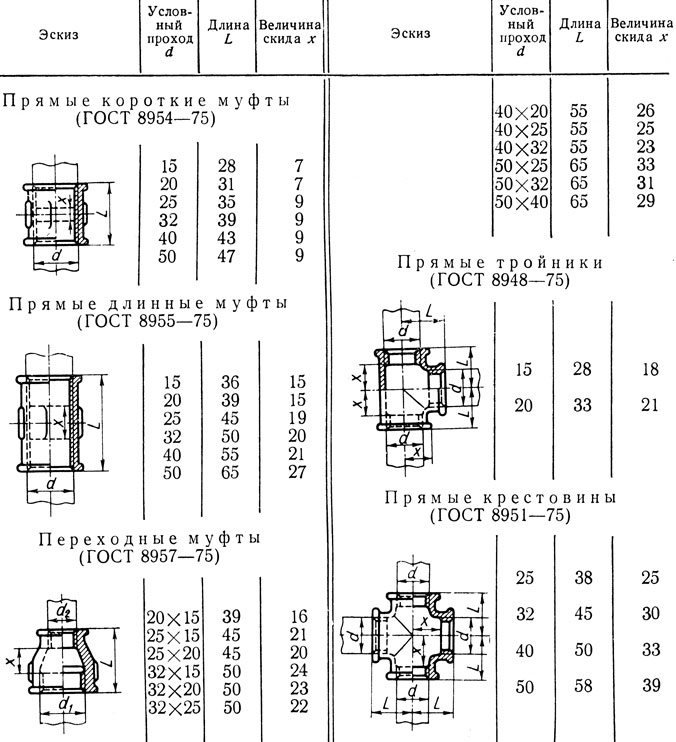 Эскиз
Услов-
ный
проход
d
Длина
L
Величина
скида x
Прямые короткие муфты
(ГОСТ 8954—75)
x
L
d
15 28 7
20 31 7
25 35 9
32 39 9
40 43 9
50 47 9
Прямые длинные муфты
(ГОСТ 8955—75)
x
L
d
15 36 15
20 39 15
25 45 19
32 50 20
40 55 21
50 65 27
Переходные муфты
(ГОСТ 8957—75)
d₂
x
L
d₁
20×15 39 16
25×15 45 21
25×20 45 20
32×15 50 24
32×20 50 23
32×25 50 22
Эскиз
Услов-
ный
проход
d
Длина
L
Величина
скида x
40×20 55 26
40×25 55 25
40×32 55 23
50×25 65 33
50×32 65 31
50×40 65 29
Прямые тройники
(ГОСТ 8948—75)
L
d
x
L
d
x
L
d
x
15 28 18
20 33 21
Прямые крестовины
(ГОСТ 8951—75)
d
L
d
x
d
x
L
d
L
L
25 38 25
32 45 30
40 50 33
50 58 39